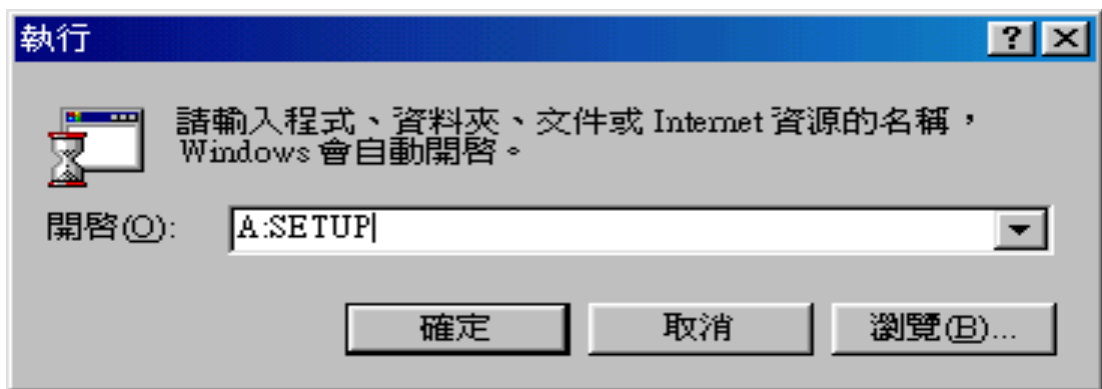 執行
請輸入程式、資料夾、文件或 Internet 資源的名稱，
Windows 會自動開啓。
開啓(O):
A:SETUP
確定
取消
瀏覽(B)...